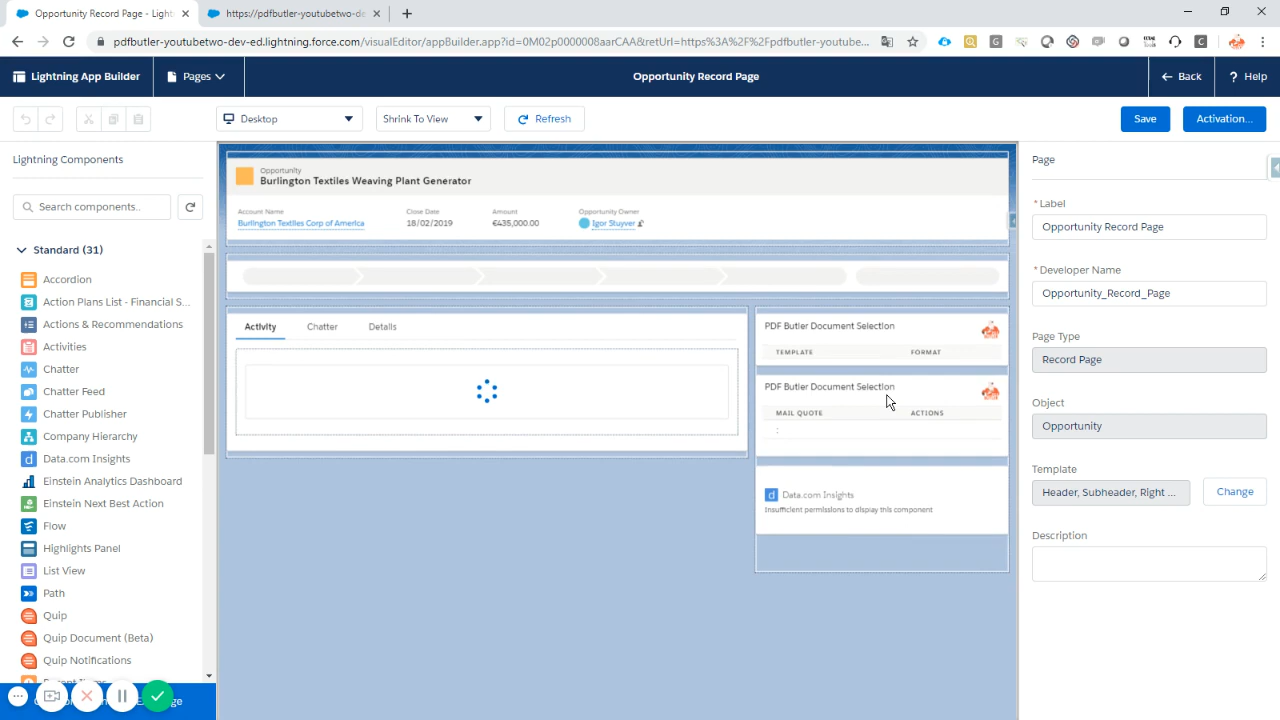 Opportunity Record Page - Light
https://pdfbutler-youtubetwo-de
pdfbutler-youtubetwo-dev-ed.lightning.force.com/visualEditor/appBuilder.app?id=0M02p0000008aarCAA&retUrl=https%3A%2F%2Fpdfbutler-youtube...
Lightning App Builder
Pages
Opportunity Record Page
Back
? Help
Desktop
Shrink To View
Refresh
Save
Activation...
Lightning Components
Search components..
Standard (31)
Accordion
Action Plans List - Financial S...
Actions & Recommendations
Activities
Chatter
Chatter Feed
Chatter Publisher
Company Hierarchy
Data.com Insights
Einstein Analytics Dashboard
Einstein Next Best Action
Flow
Highlights Panel
List View
Path
Quip
Quip Document (Beta)
Quip Notifications
Opportunity
Burlington Textiles Weaving Plant Generator
Account Name
Close Date
Amount
Opportunity Owner
Burlington Textiles Corp of America
18/02/2019
€435,000.00
Igor Stuyver
Activity
Chatter
Details
PDF Butler Document Selection
TEMPLATE
FORMAT
PDF Butler Document Selection
MAIL QUOTE
ACTIONS
:
Data.com Insights
Insufficient permissions to display this component
Page
* Label
Opportunity Record Page
* Developer Name
Opportunity_Record_Page
Page Type
Record Page
Object
Opportunity
Template
Header, Subheader, Right ...
Change
Description